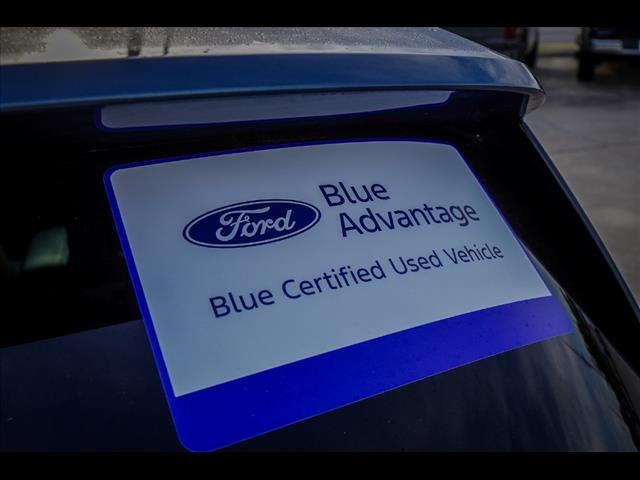 Ford
Blue
Advantage
Blue Certified Used Vehicle